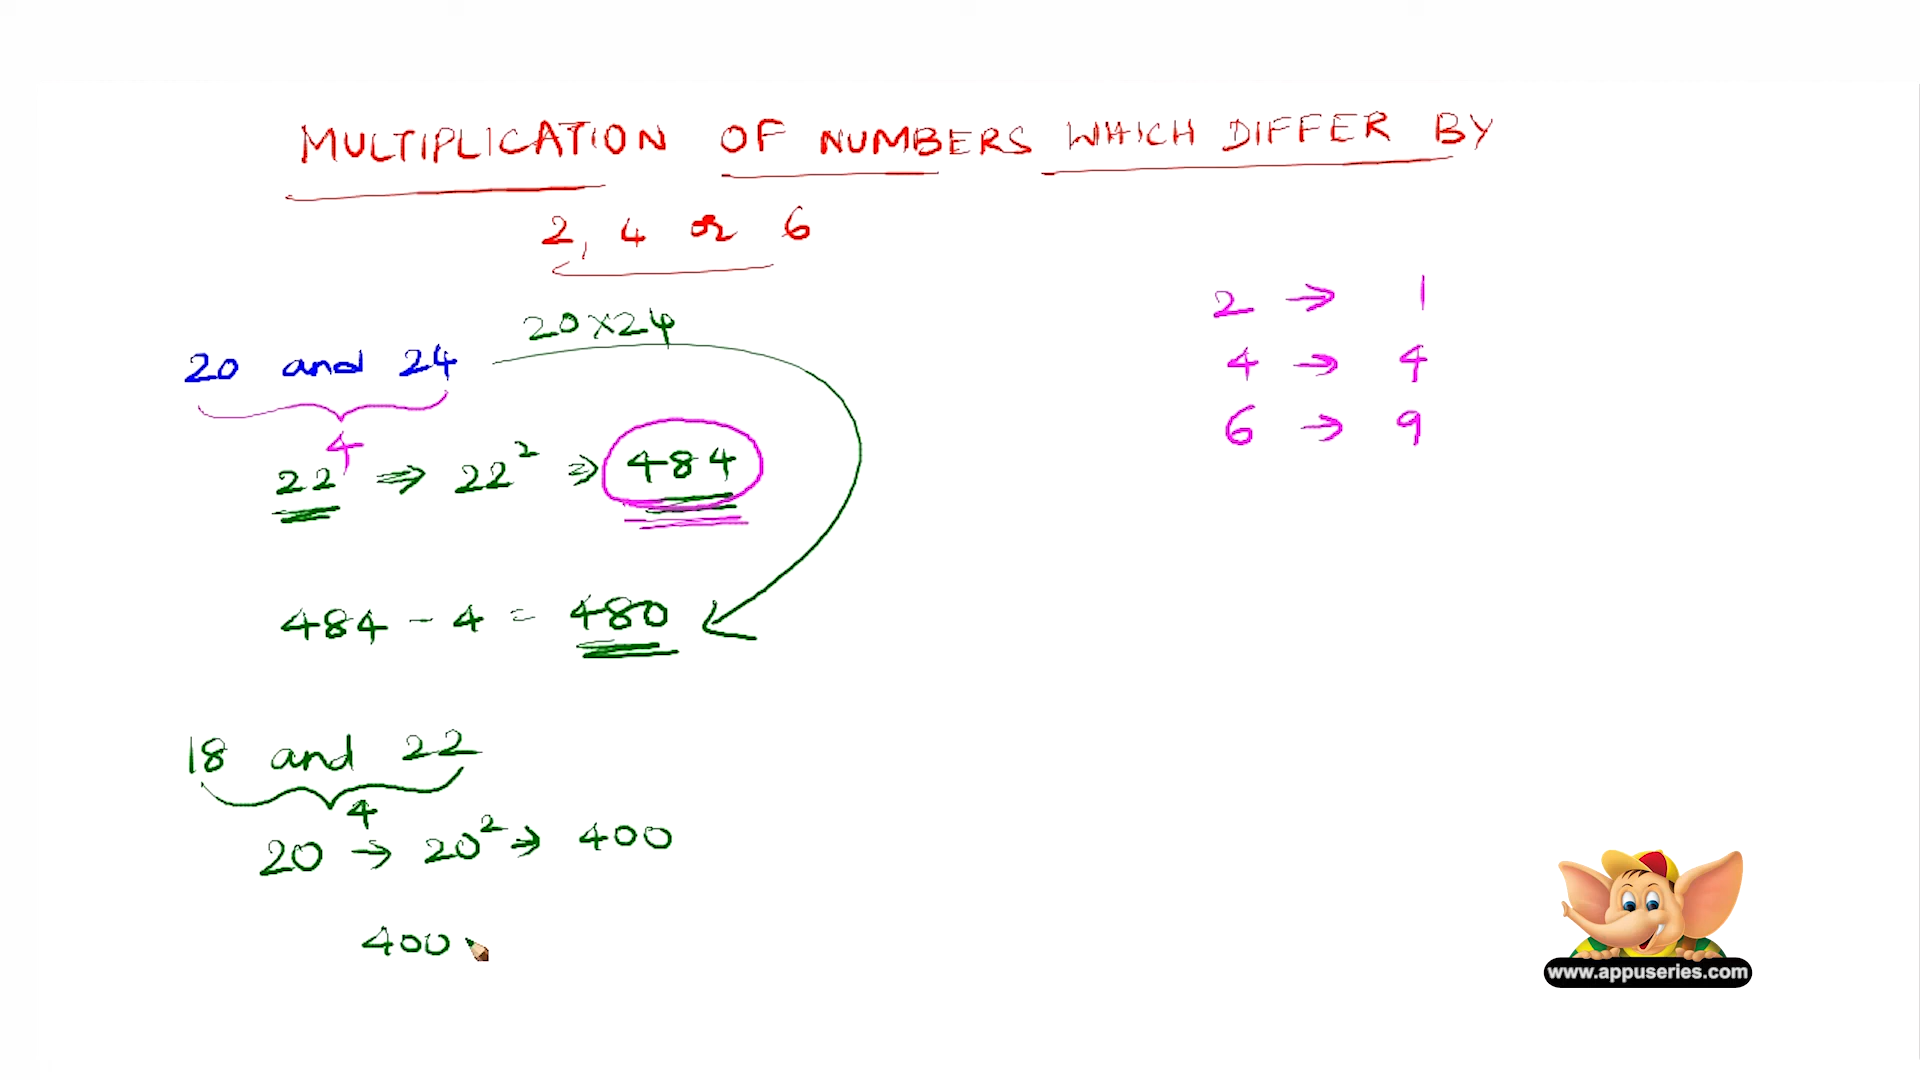 MULTIPLICATION OF NUMBERS WHICH DIFFER BY
2, 4 or 6
2 → 1
20×24
20 and 24
4 → 4
4
6 → 9
22 ⇒ 22² ⇒ 484
484 - 4 = 480
18 and 22
4
20 → 20² → 400
400
www.appuseries.com